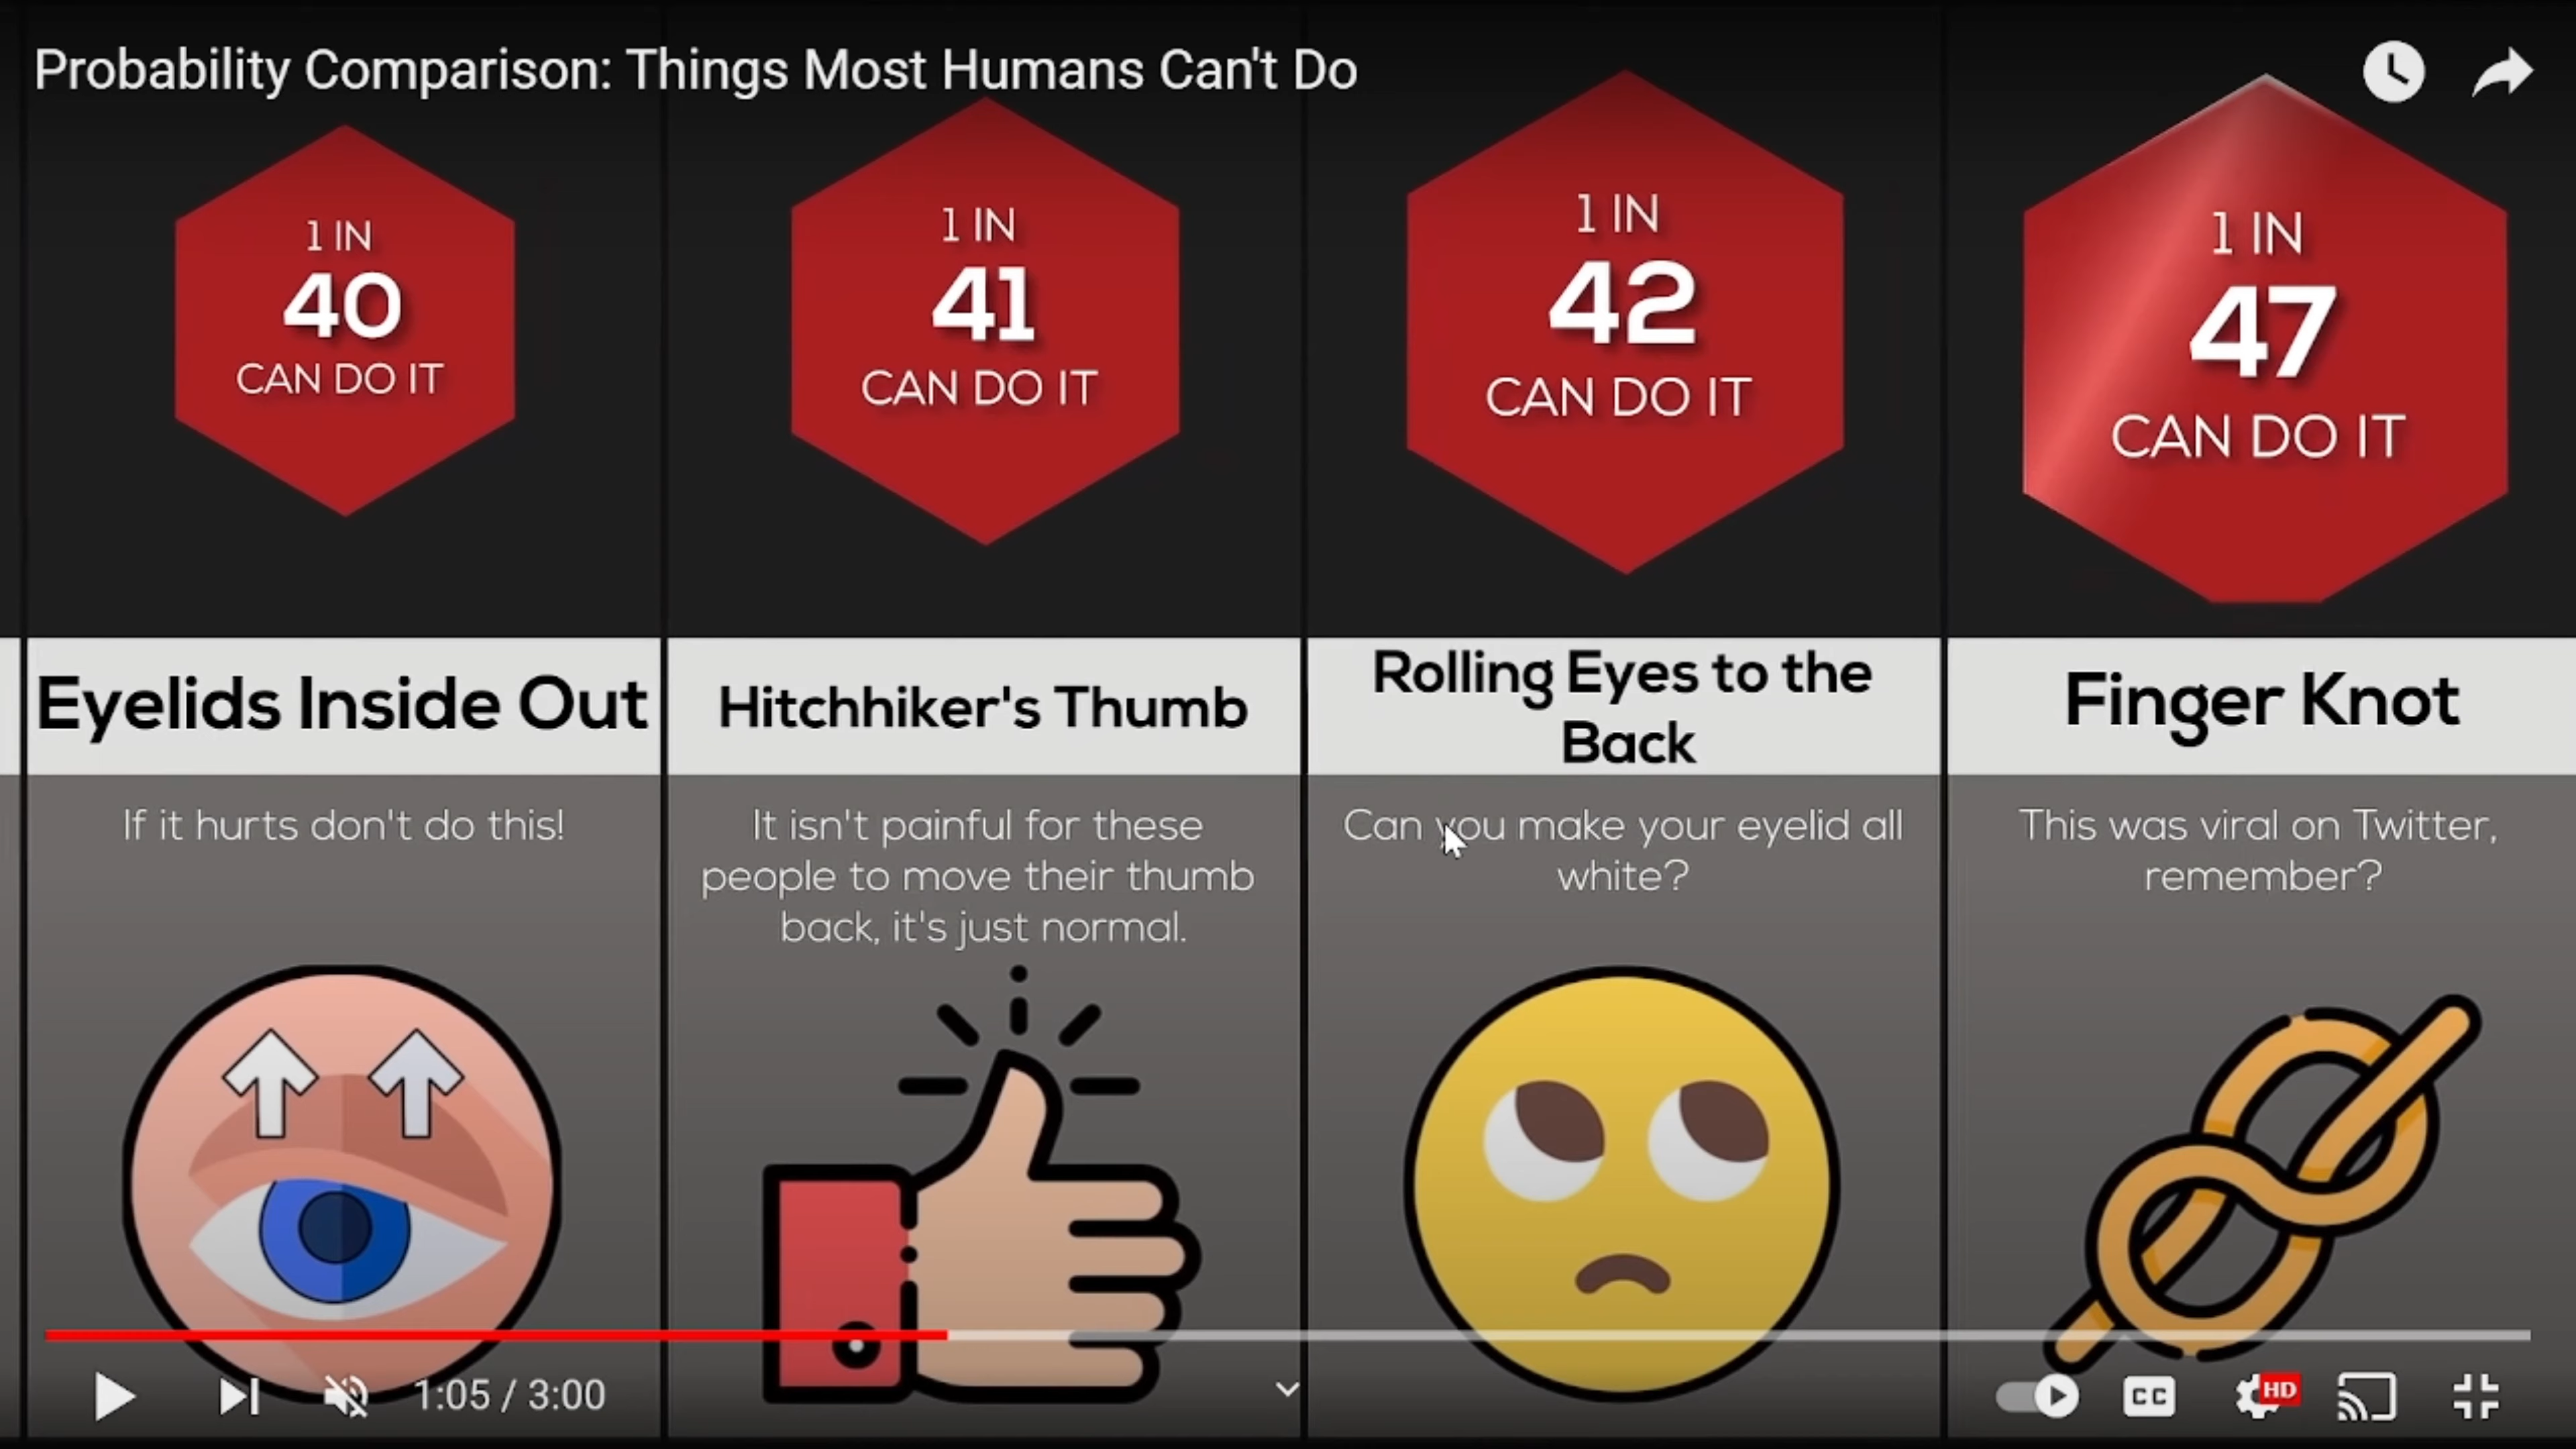 Probability Comparison: Things Most Humans Can't Do
1 IN
40
CAN DO IT
Eyelids Inside Out
If it hurts don't do this!
1 IN
41
CAN DO IT
Hitchhiker's Thumb
It isn't painful for these
people to move their thumb
back, it's just normal.
1 IN
42
CAN DO IT
Rolling Eyes to the
Back
Can you make your eyelid all
white?
1 IN
47
CAN DO IT
Finger Knot
This was viral on Twitter,
remember?
1:05 / 3:00
CC
HD